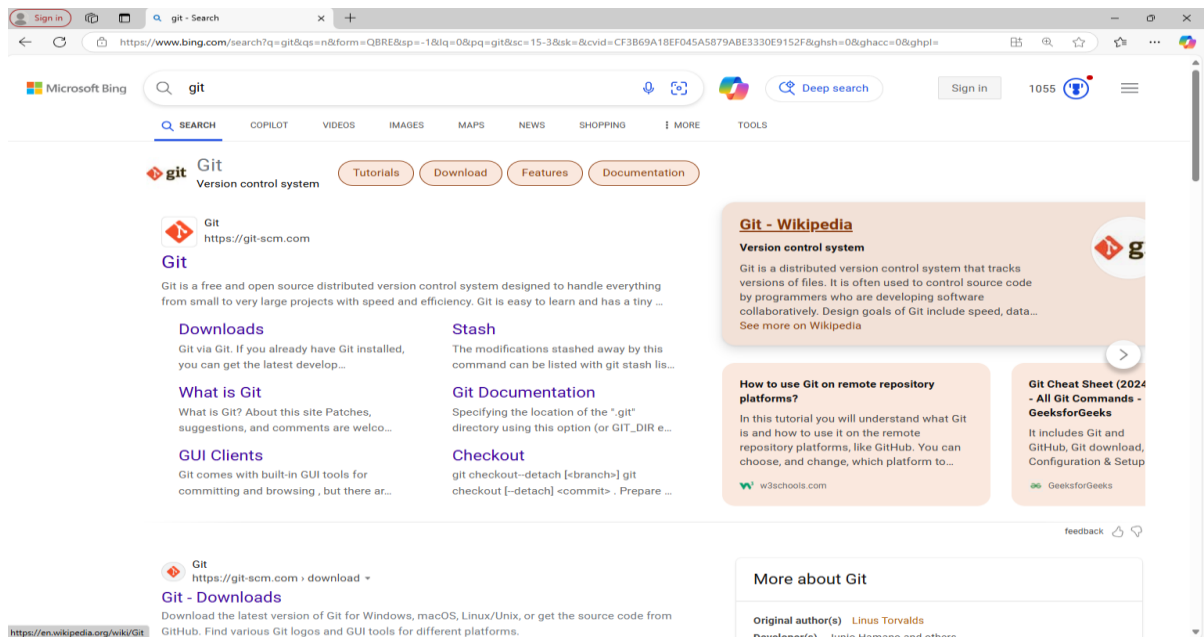 Sign in
git - Search
https://www.bing.com/search?q=git&qs=n&form=QBRE&sp=-1&lq=0&pq=git&sc=15-3&sk=&cvid=CF3B69A18EF045A5879ABE3330E9152F&ghsh=0&ghacc=0&ghpl=
Microsoft Bing
git
Deep search
Sign in
1055
SEARCH
COPILOT
VIDEOS
IMAGES
MAPS
NEWS
SHOPPING
MORE
TOOLS
git
Git
Version control system
Tutorials
Download
Features
Documentation
Git
https://git-scm.com
Git
Git is a free and open source distributed version control system designed to handle everything
from small to very large projects with speed and efficiency. Git is easy to learn and has a tiny ...
Downloads
Git via Git. If you already have Git installed,
you can get the latest develop...
Stash
The modifications stashed away by this
command can be listed with git stash lis...
What is Git
What is Git? About this site Patches,
suggestions, and comments are welco...
Git Documentation
Specifying the location of the ".git"
directory using this option (or GIT_DIR e...
GUI Clients
Git comes with built-in GUI tools for
committing and browsing , but there ar...
Checkout
git checkout--detach [<branch>] git
checkout [--detach] <commit> . Prepare ...
Git - Wikipedia
Version control system
Git is a distributed version control system that tracks
versions of files. It is often used to control source code
by programmers who are developing software
collaboratively. Design goals of Git include speed, data...
See more on Wikipedia
How to use Git on remote repository
platforms?
In this tutorial you will understand what Git
is and how to use it on the remote
repository platforms, like GitHub. You can
choose, and change, which platform to...
w3schools.com
Git Cheat Sheet (2024
- All Git Commands -
GeeksforGeeks
It includes Git and
GitHub, Git download,
Configuration & Setup
GeeksforGeeks
feedback
Git
https://git-scm.com › download
Git - Downloads
Download the latest version of Git for Windows, macOS, Linux/Unix, or get the source code from
GitHub. Find various Git logos and GUI tools for different platforms.
More about Git
Original author(s) Linus Torvalds
Developer(s) Junio Hamano and others
https://en.wikipedia.org/wiki/Git